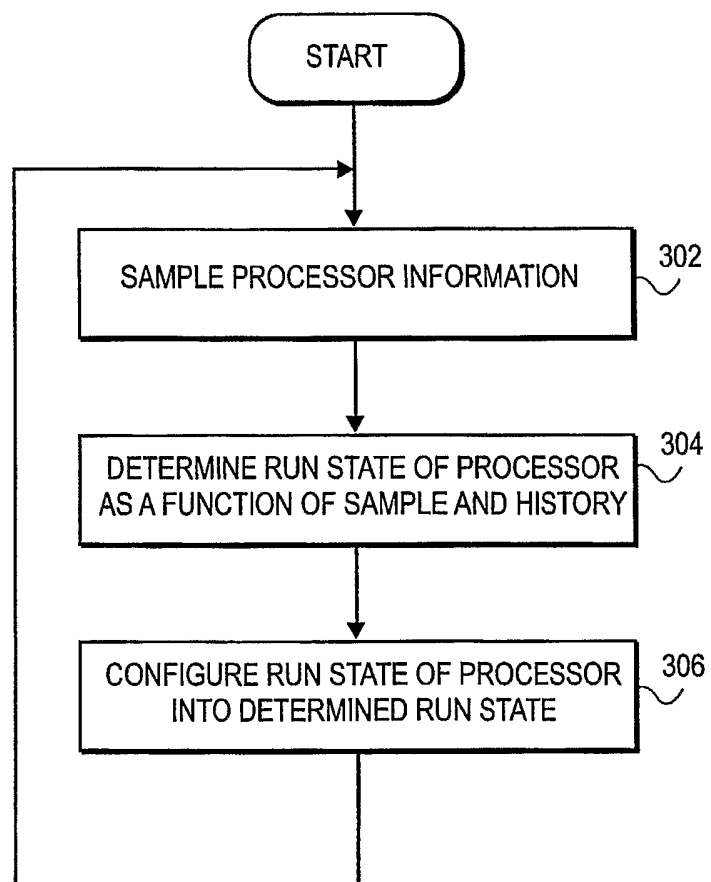 START
SAMPLE PROCESSOR INFORMATION
302
DETERMINE RUN STATE OF PROCESSOR
AS A FUNCTION OF SAMPLE AND HISTORY
304
CONFIGURE RUN STATE OF PROCESSOR
INTO DETERMINED RUN STATE
306